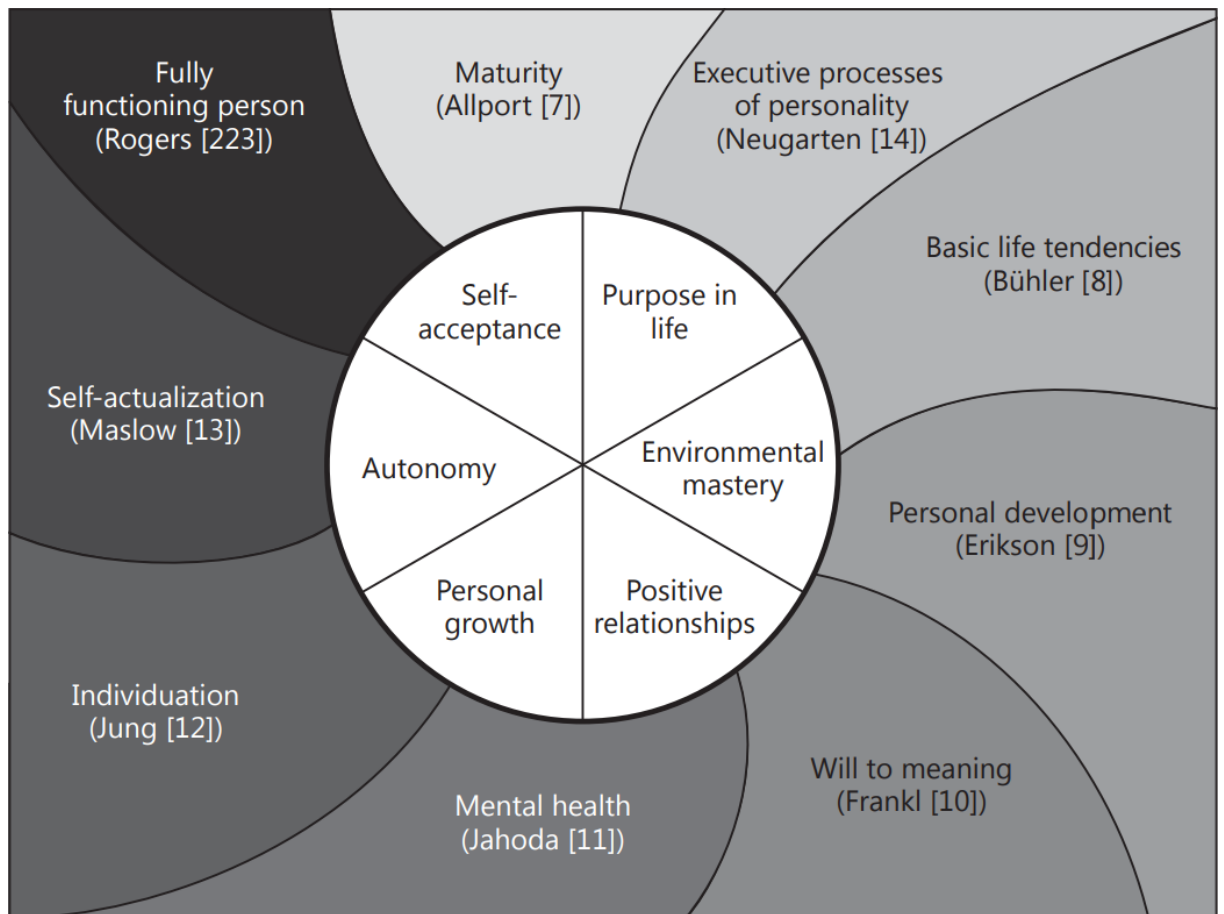 Fully
functioning person
(Rogers [223])
Maturity
(Allport [7])
Executive processes
of personality
(Neugarten [14])
Basic life tendencies
(Bühler [8])
Personal development
(Erikson [9])
Will to meaning
(Frankl [10])
Mental health
(Jahoda [11])
Individuation
(Jung [12])
Self-actualization
(Maslow [13])
Self-
acceptance
Purpose in
life
Environmental
mastery
Positive
relationships
Personal
growth
Autonomy